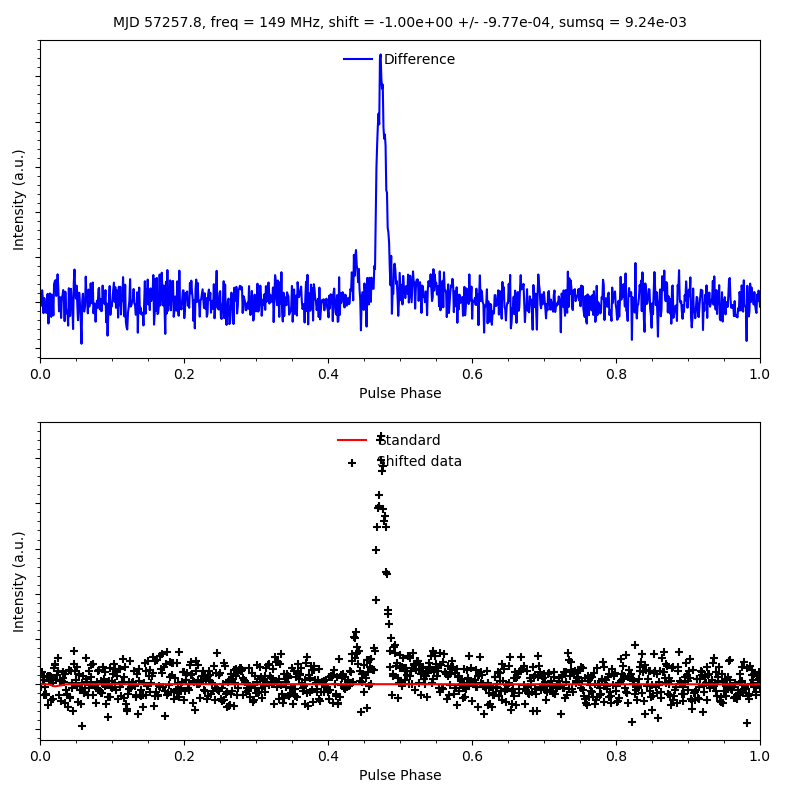 MJD 57257.8, freq = 149 MHz, shift = -1.00e+00 +/- -9.77e-04, sumsq = 9.24e-03
Difference
Intensity (a.u.)
0.0 0.2 0.4 0.6 0.8 1.0
Pulse Phase
Standard
Shifted data
Intensity (a.u.)
0.0 0.2 0.4 0.6 0.8 1.0
Pulse Phase